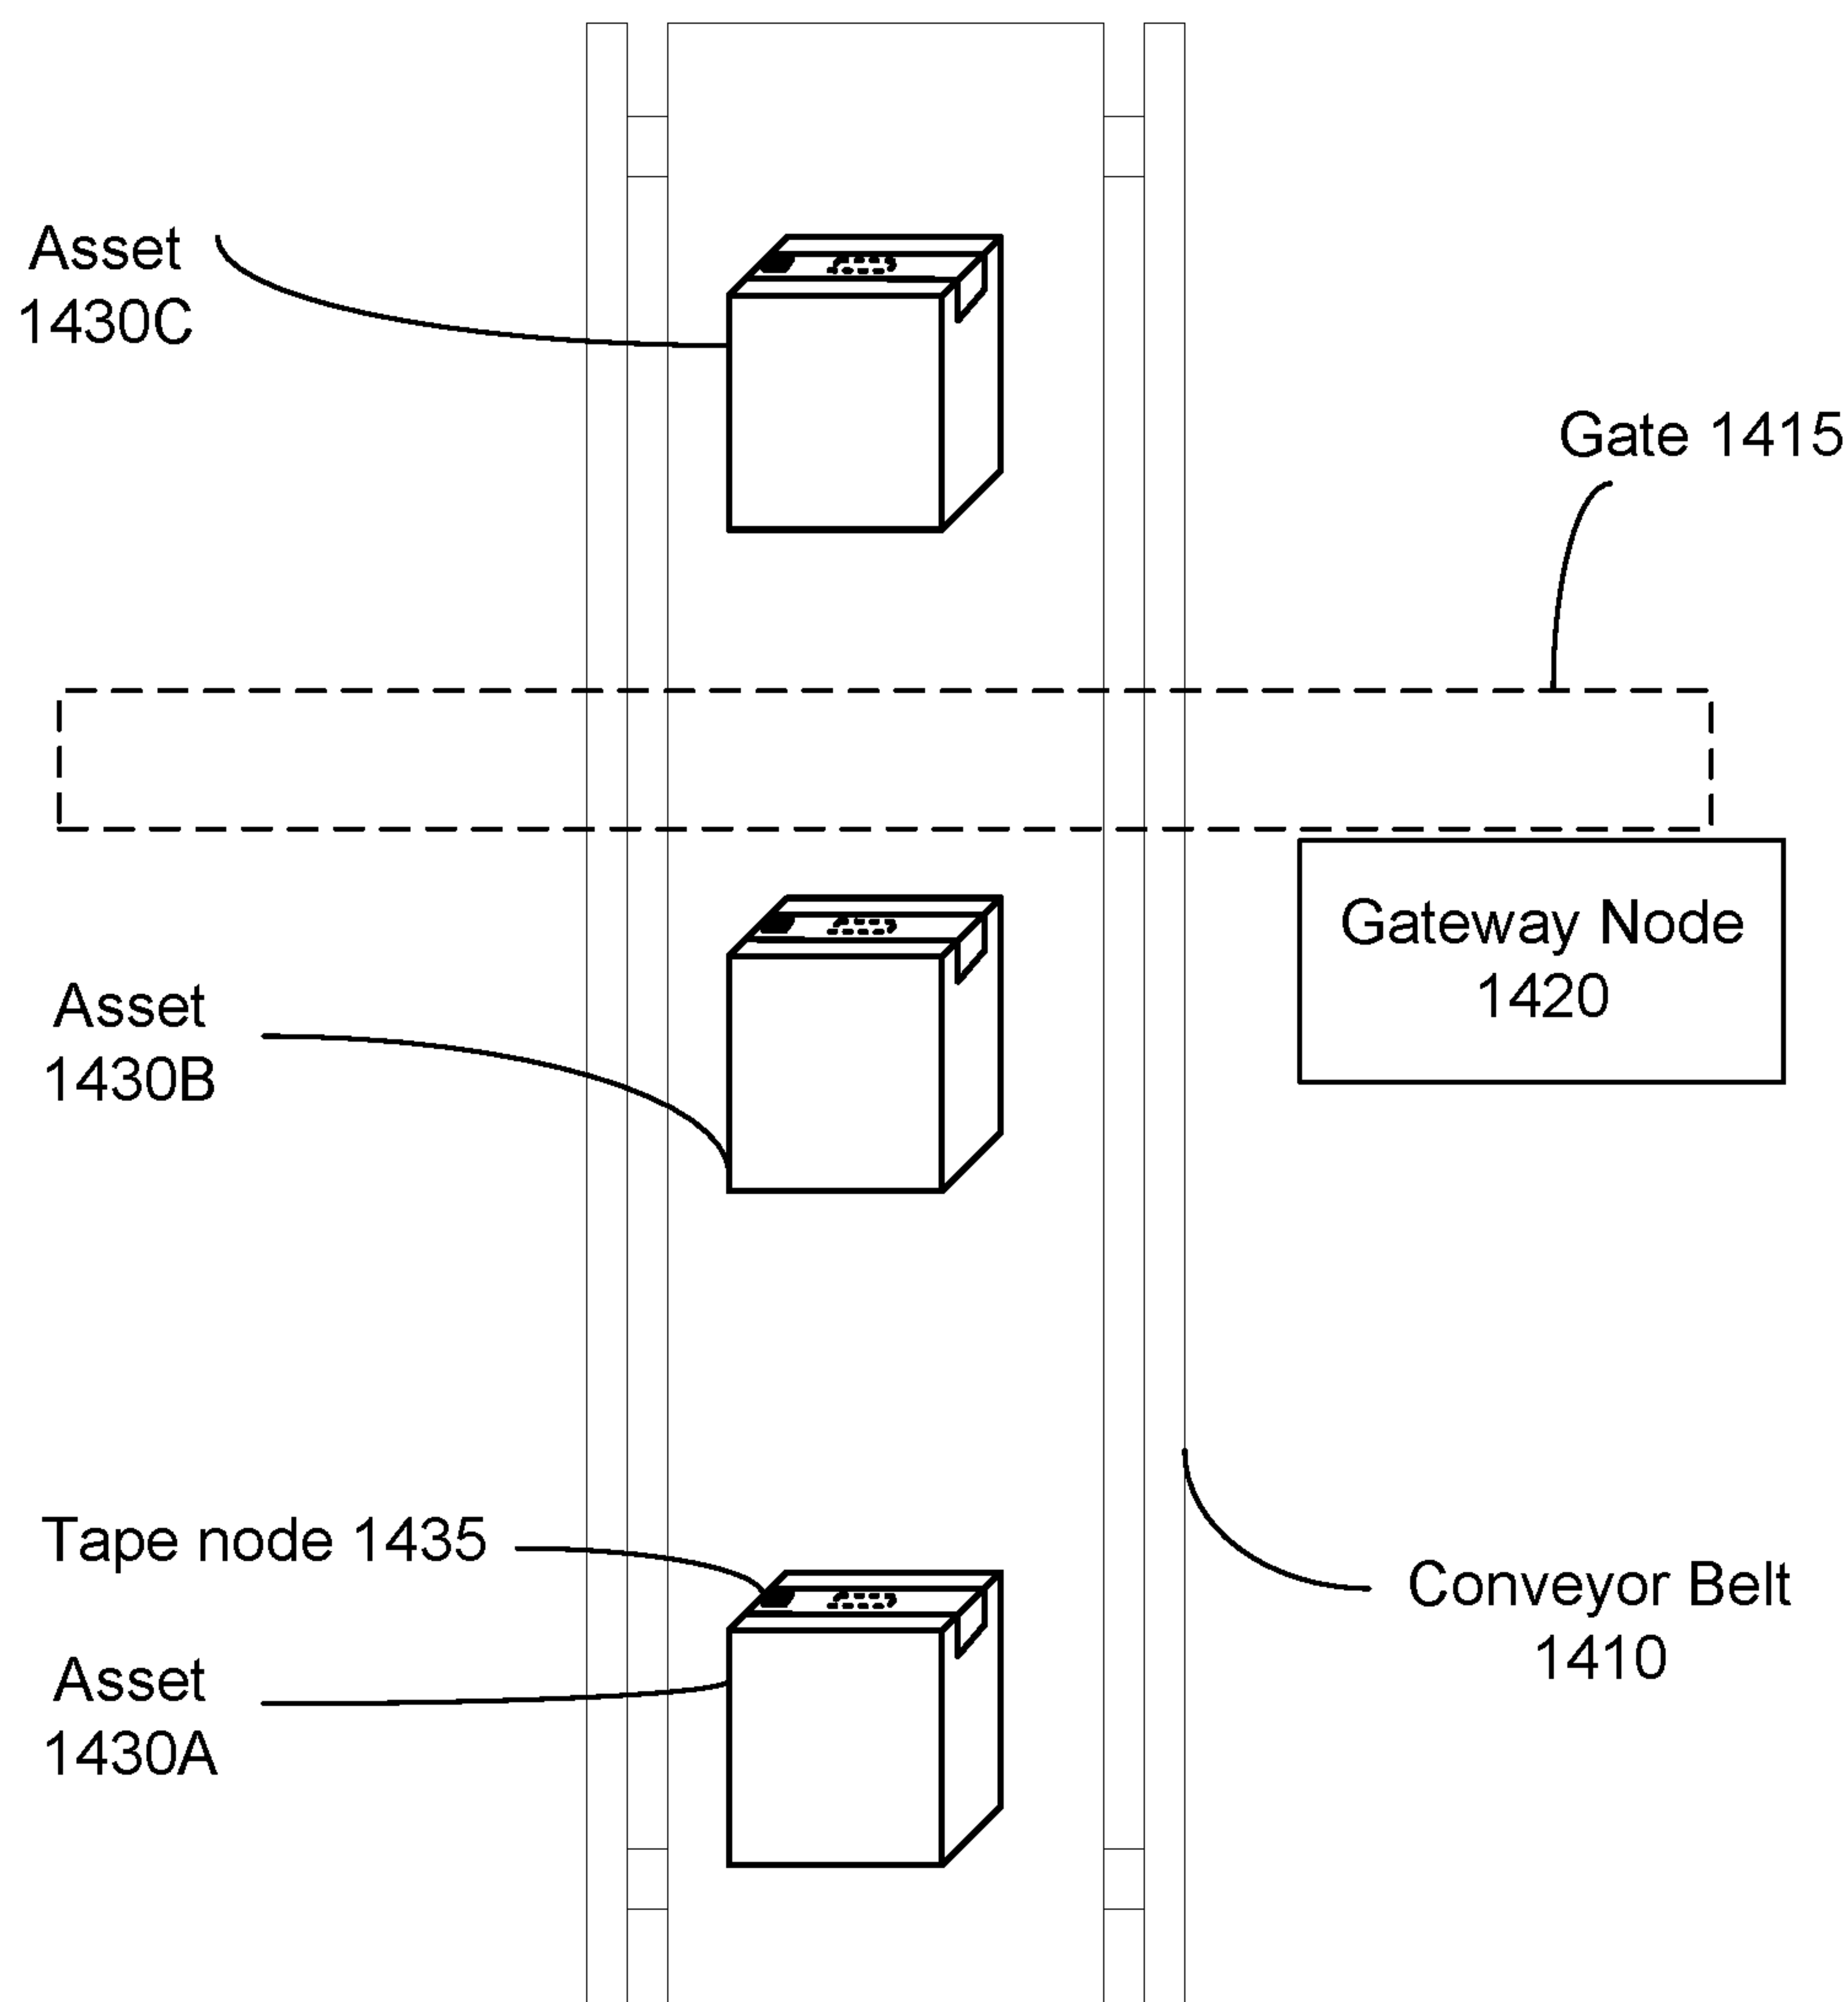 Asset
1430C
Gate 1415
Gateway Node
1420
Asset
1430B
Tape node 1435
Conveyor Belt
1410
Asset
1430A